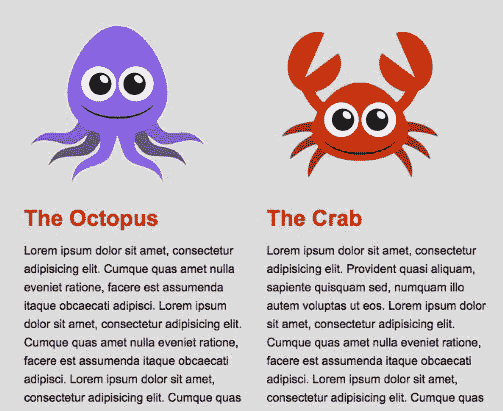 The Octopus
Lorem ipsum dolor sit amet, consectetur
adipisicing elit. Cumque quas amet nulla
eveniet ratione, facere est assumenda
itaque obcaecati adipisci. Lorem ipsum
dolor sit amet, consectetur adipisicing elit.
Cumque quas amet nulla eveniet ratione,
facere est assumenda itaque obcaecati
adipisci. Lorem ipsum dolor sit amet,
consectetur adipisicing elit. Cumque quas
The Crab
Lorem ipsum dolor sit amet, consectetur
adipisicing elit. Provident quasi aliquam,
sapiente quisquam sed, numquam illo
autem voluptas ut eos. Lorem ipsum dolor
sit amet, consectetur adipisicing elit.
Cumque quas amet nulla eveniet ratione,
facere est assumenda itaque obcaecati
adipisci. Lorem ipsum dolor sit amet,
consectetur adipisicing elit. Cumque quas